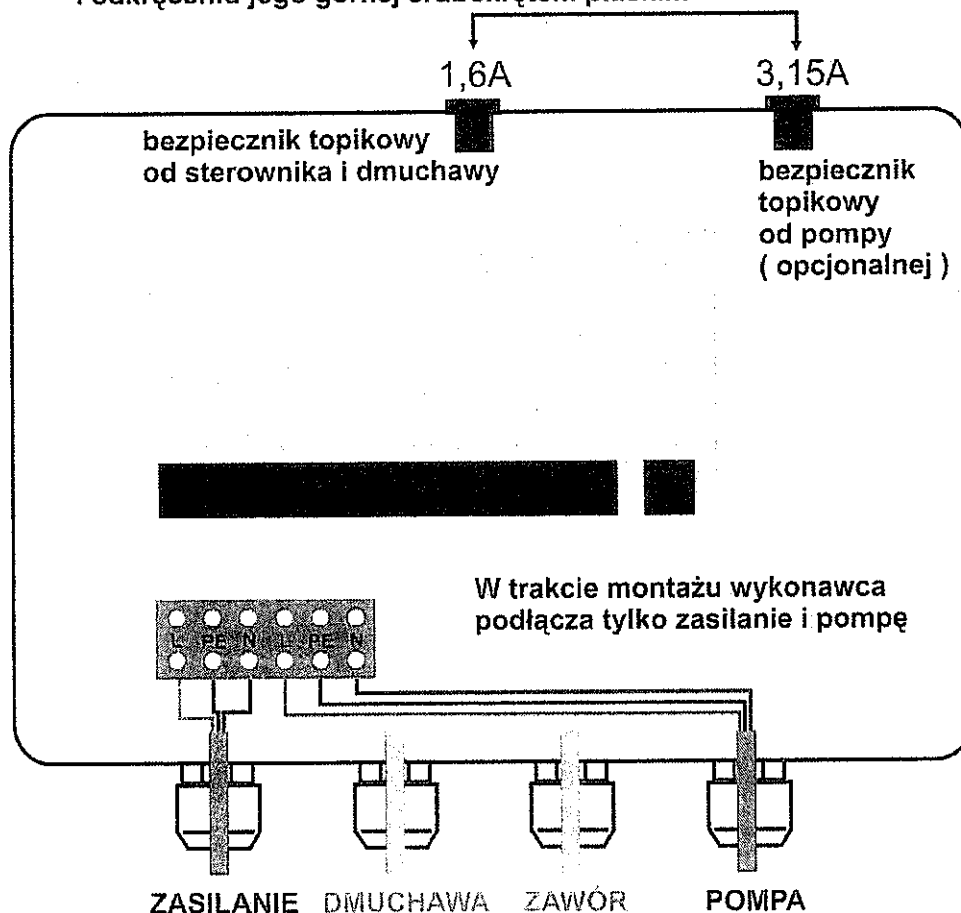 1,6A 3,15A
bezpiecznik topikowy
od sterownika i dmuchawy
bezpiecznik
topikowy
od pompy
( opcjonalnej )
W trakcie montażu wykonawca
podłącza tylko zasilanie i pompę
L PE N L PE N
ZASILANIE DMUCHAWA ZAWÓR POMPA